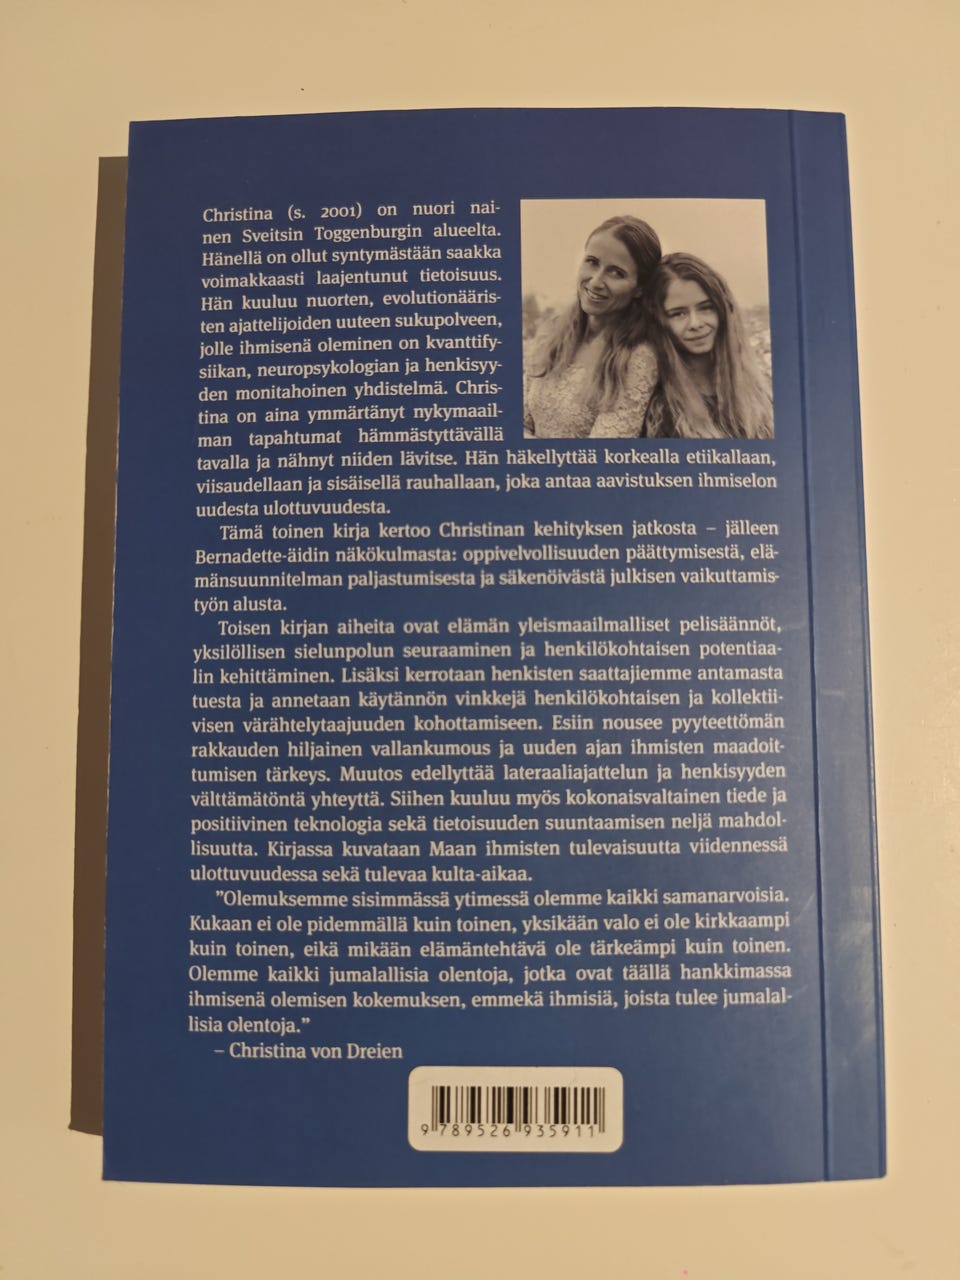 Christina (s. 2001) on nuori nai-
nen Sveitsin Toggenburgin alueelta.
Hänellä on ollut syntymästään saakka
voimakkaasti laajentunut tietoisuus.
Hän kuuluu nuorten, evolutionääris-
ten ajattelijoiden uuteen sukupolveen,
jolle ihmisenä oleminen on kvanttify-
siikan, neuropsykologian ja henkisyy-
den monitahoinen yhdistelmä. Chris-
tina on aina ymmärtänyt nykymaail-
man tapahtumat hämmästyttävällä
tavalla ja nähnyt niiden lävitse. Hän häkellyttää korkealla etiikallaan,
viisaudellaan ja sisäisellä rauhallaan, joka antaa aavistuksen ihmiselon
uudesta ulottuvuudesta.
Tämä toinen kirja kertoo Christinan kehityksen jatkosta – jälleen
Bernadette-äidin näkökulmasta: oppivelvollisuuden päättymisestä, elä-
mänsuunnitelman paljastumisesta ja säkenöivästä julkisen vaikuttamis-
työn alusta.
Toisen kirjan aiheita ovat elämän yleismaailmalliset pelisäännöt,
yksilöllisen sielunpolun seuraaminen ja henkilökohtaisen potentiaa-
lin kehittäminen. Lisäksi kerrotaan henkisten saattajiemme antamasta
tuesta ja annetaan käytännön vinkkejä henkilökohtaisen ja kollektii-
visen värähtelytaajuuden kohottamiseen. Esiin nousee pyyteettömän
rakkauden hiljainen vallankumous ja uuden ajan ihmisten maadoit-
tumisen tärkeys. Muutos edellyttää lateraaliajattelun ja henkisyyden
välttämätöntä yhteyttä. Siihen kuuluu myös kokonaisvaltainen tiede ja
positiivinen teknologia sekä tietoisuuden suuntaamisen neljä mahdol-
lisuutta. Kirjassa kuvataan Maan ihmisten tulevaisuutta viidennessä
ulottuvuudessa sekä tulevaa kulta-aikaa.
”Olemuksemme sisimmässä ytimessä olemme kaikki samanarvoisia.
Kukaan ei ole pidemmällä kuin toinen, yksikään valo ei ole kirkkaampi
kuin toinen, eikä mikään elämäntehtävä ole tärkeämpi kuin toinen.
Olemme kaikki jumalallisia olentoja, jotka ovat täällä hankkimassa
ihmisenä olemisen kokemuksen, emmekä ihmisiä, joista tulee jumalal-
lisia olentoja.”
– Christina von Dreien
9 789526 935911